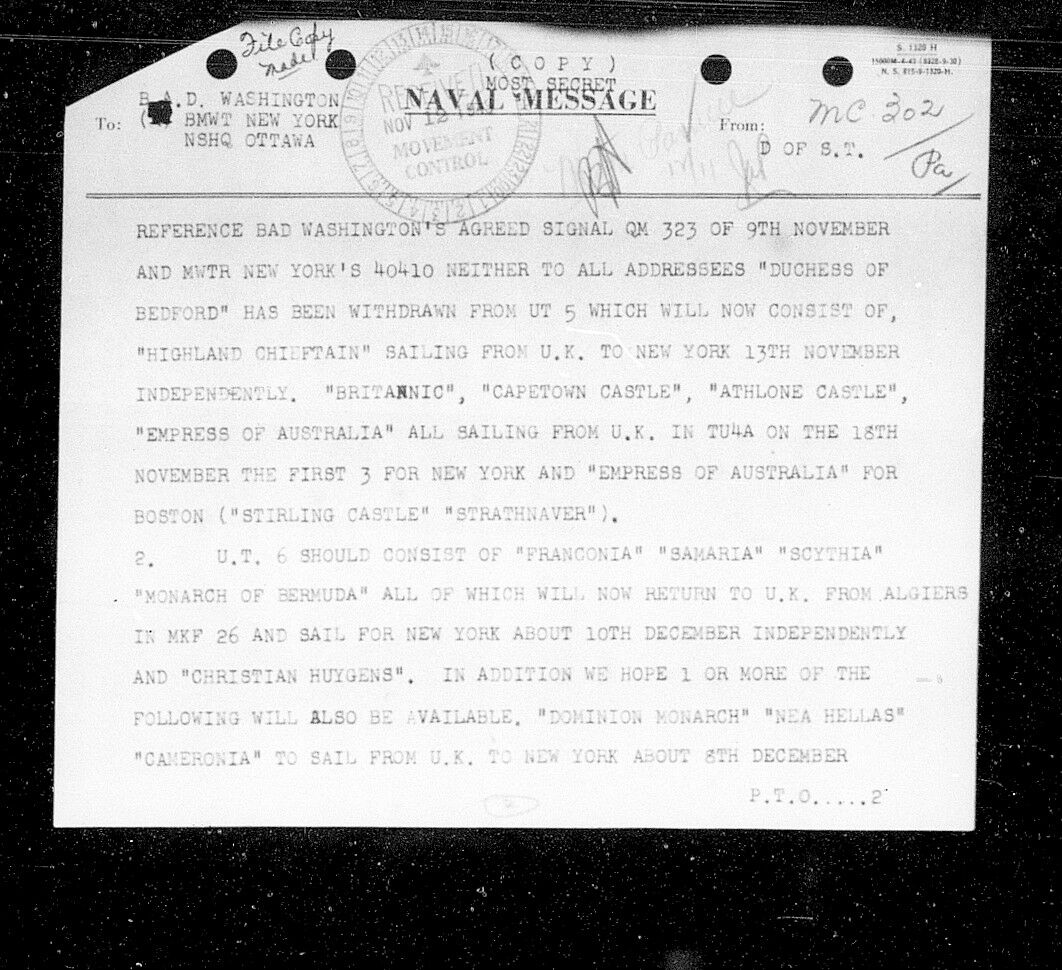 File Copy
made
(COPY)
MOST SECRET
NAVAL MESSAGE
S. 1320 H
N. S. 815-9-1320-H.
To:
B.A.D. WASHINGTON
BMWT NEW YORK
NSHQ OTTAWA
RECEIVED
NOV 12
MOVEMENT
CONTROL
From:
MC 302
D OF S.T.
REFERENCE BAD WASHINGTON'S AGREED SIGNAL QM 323 OF 9TH NOVEMBER
AND MWTR NEW YORK'S 40410 NEITHER TO ALL ADDRESSEES "DUCHESS OF
BEDFORD" HAS BEEN WITHDRAWN FROM UT 5 WHICH WILL NOW CONSIST OF,
"HIGHLAND CHIEFTAIN" SAILING FROM U.K. TO NEW YORK 13TH NOVEMBER
INDEPENDENTLY. "BRITANNIC", "CAPETOWN CASTLE", "ATHLONE CASTLE",
"EMPRESS OF AUSTRALIA" ALL SAILING FROM U.K. IN TU4A ON THE 18TH
NOVEMBER THE FIRST 3 FOR NEW YORK AND "EMPRESS OF AUSTRALIA" FOR
BOSTON ("STIRLING CASTLE" "STRATHNAVER").
2. U.T. 6 SHOULD CONSIST OF "FRANCONIA" "SAMARIA" "SCYTHIA"
"MONARCH OF BERMUDA" ALL OF WHICH WILL NOW RETURN TO U.K. FROM ALGIERS
IN MKF 26 AND SAIL FOR NEW YORK ABOUT 10TH DECEMBER INDEPENDENTLY
AND "CHRISTIAN HUYGENS". IN ADDITION WE HOPE 1 OR MORE OF THE
FOLLOWING WILL ALSO BE AVAILABLE. "DOMINION MONARCH" "NEA HELLAS"
"CAMERONIA" TO SAIL FROM U.K. TO NEW YORK ABOUT 8TH DECEMBER
P.T.O.....2